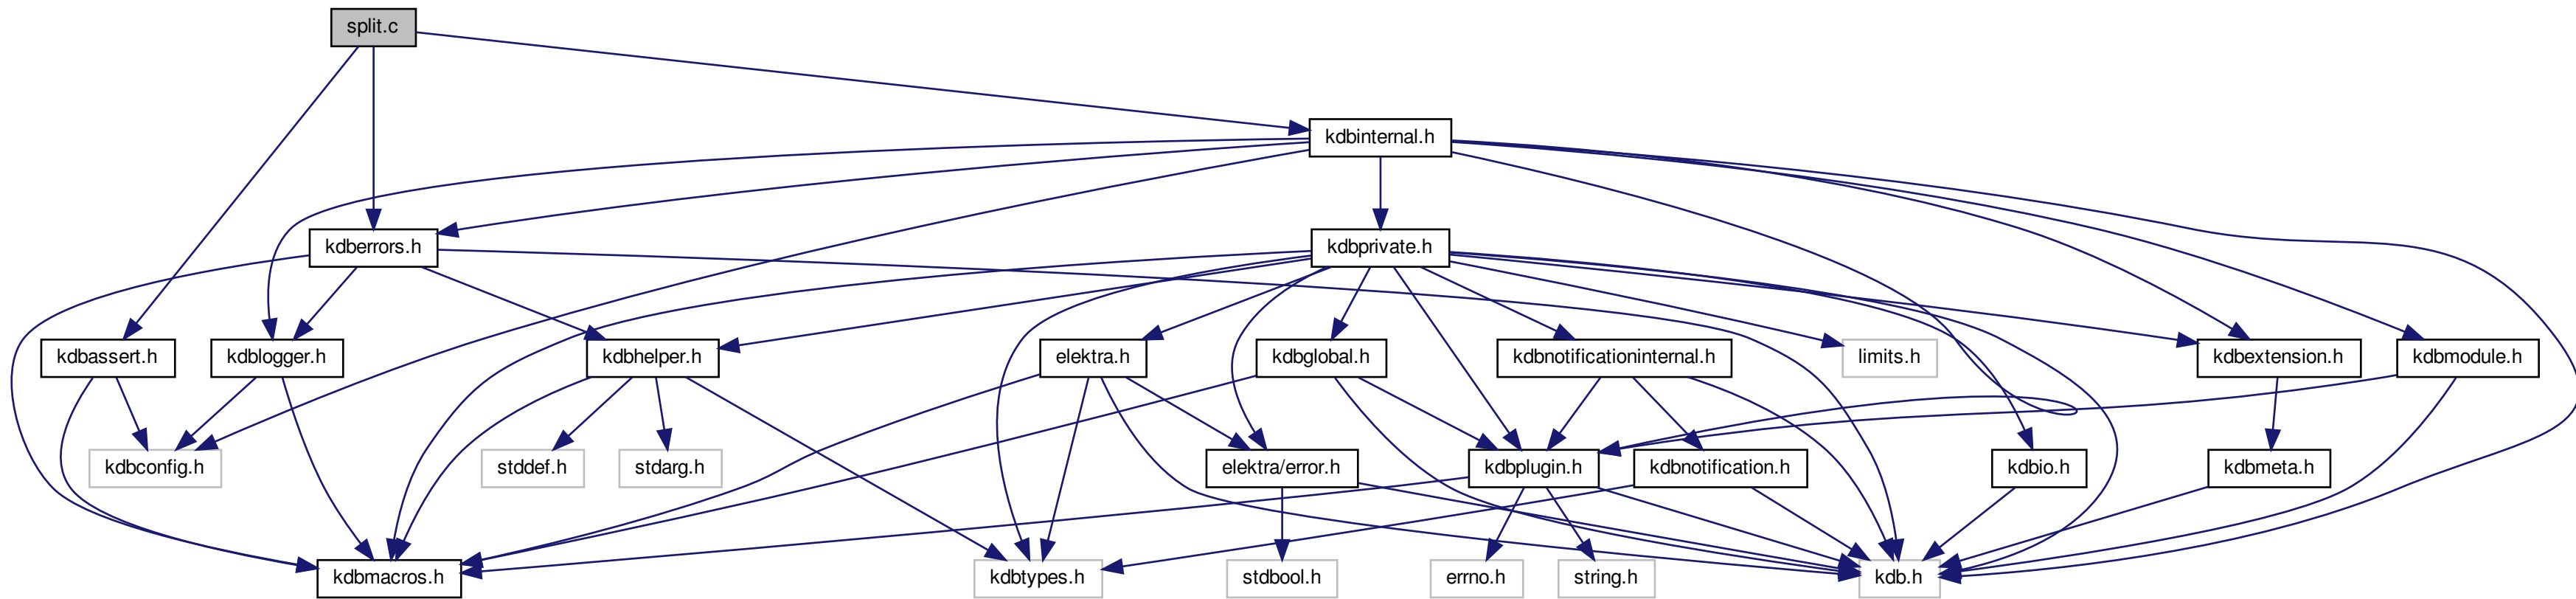 split.c
kdbinternal.h
kdberrors.h
kdbprivate.h
kdbassert.h
kdblogger.h
kdbhelper.h
elektra.h
kdbglobal.h
kdbnotificationinternal.h
limits.h
kdbextension.h
kdbmodule.h
kdbconfig.h
stddef.h
stdarg.h
elektra/error.h
kdbplugin.h
kdbnotification.h
kdbio.h
kdbmeta.h
kdbmacros.h
kdbtypes.h
stdbool.h
errno.h
string.h
kdb.h